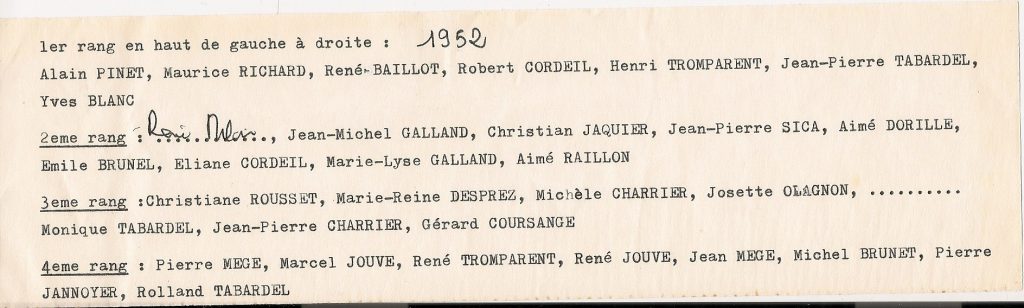 1er rang en haut de gauche à droite : 1952
Alain PINET, Maurice RICHARD, René BAILLOT, Robert CORDEIL, Henri TROMPARENT, Jean-Pierre TABARDEL,
Yves BLANC
2eme rang : ......, Jean-Michel GALLAND, Christian JAQUIER, Jean-Pierre SICA, Aimé DORILLE,
Emile BRUNEL, Eliane CORDEIL, Marie-Lyse GALLAND, Aimé RAILLON
3eme rang :Christiane ROUSSET, Marie-Reine DESPREZ, Michèle CHARRIER, Josette OLAGNON, ..........
Monique TABARDEL, Jean-Pierre CHARRIER, Gérard COURSANGE
4eme rang : Pierre MEGE, Marcel JOUVE, René TROMPARENT, René JOUVE, Jean MEGE, Michel BRUNET, Pierre
JANNOYER, Rolland TABARDEL